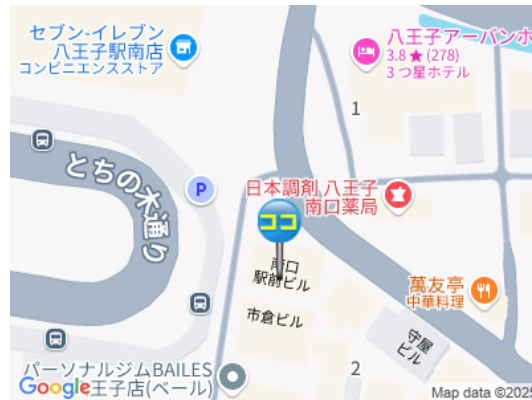 セブン-イレブン
八王子駅南店
コンビニエンスストア
八王子アーバンホ
3.8★(278)
3つ星ホテル
1
とちの木通り
P
日本調剤 八王子
南口薬局
ココ
南口
駅前ビル
萬友亭
中華料理
市倉ビル
守屋
ビル
パーソナルジムBAILES
王子店(ベール)
2
Google
Map data ©2025